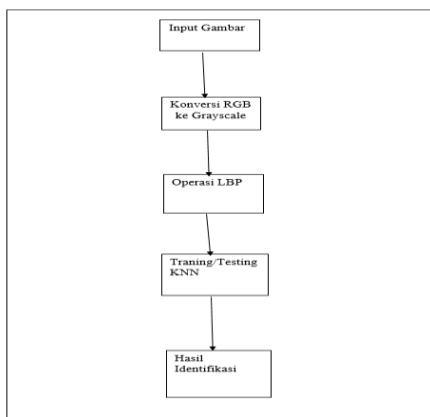 Input Gambar
Konversi RGB
ke Grayscale
Operasi LBP
Traning/Testing
KNN
Hasil
Identifikasi